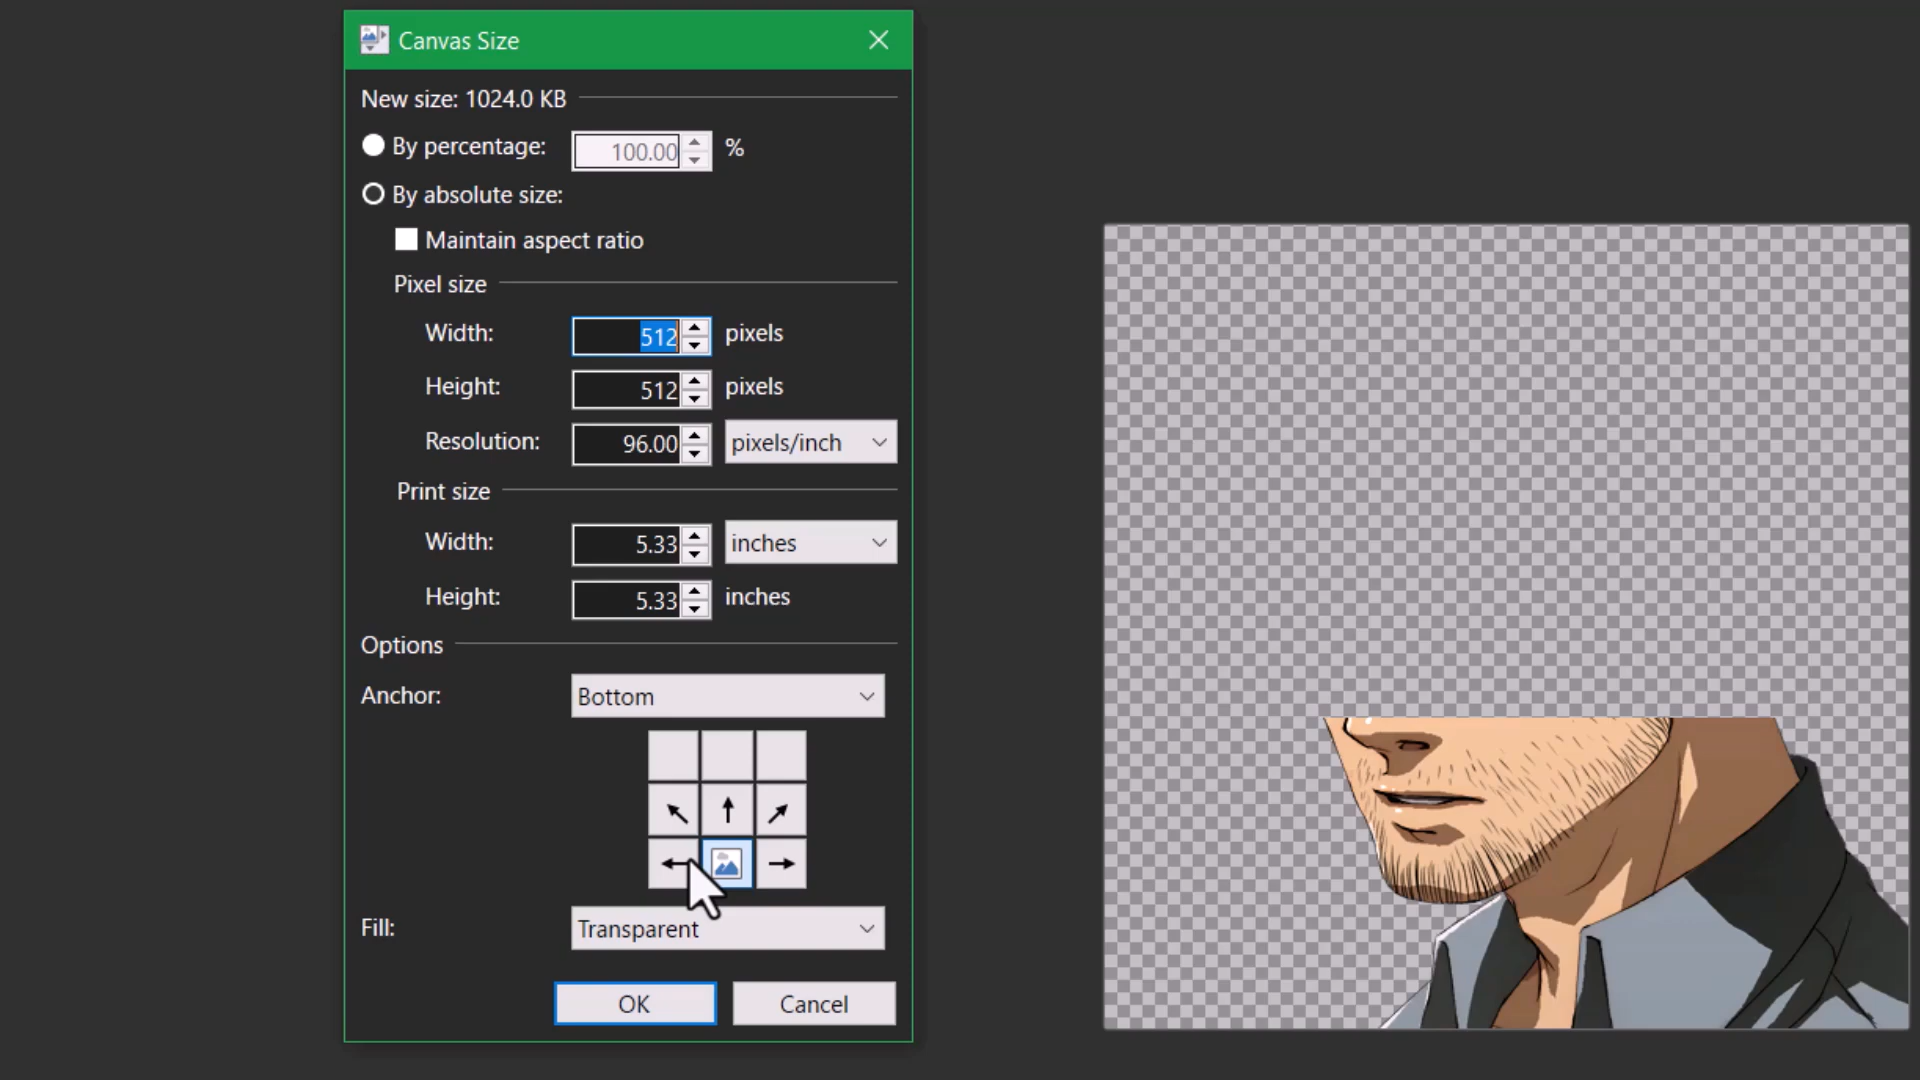 Canvas Size
New size: 1024.0 KB
By percentage: 100.00 %
By absolute size:
Maintain aspect ratio
Pixel size
Width: 512 pixels
Height: 512 pixels
Resolution: 96.00 pixels/inch
Print size
Width: 5.33 inches
Height: 5.33 inches
Options
Anchor: Bottom
Fill: Transparent
OK Cancel